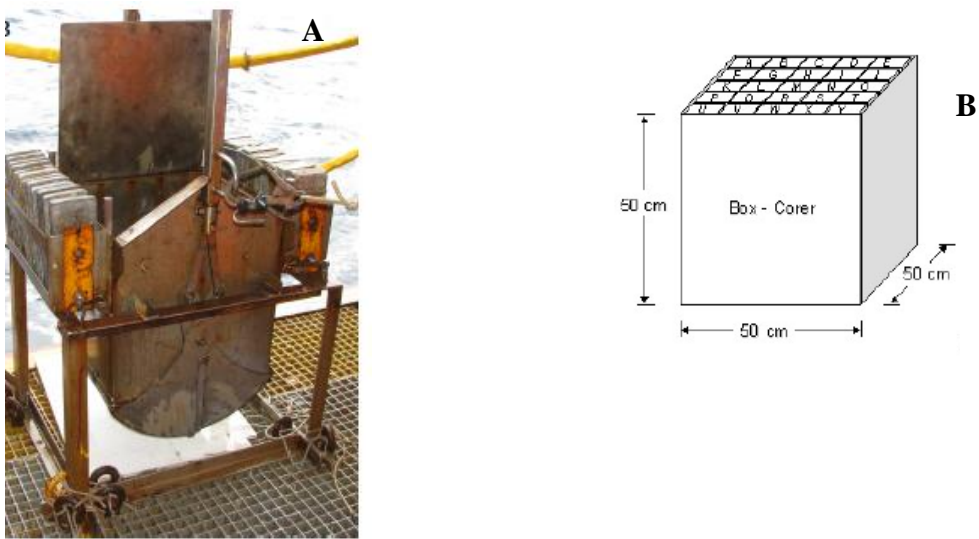 A
B
A B C D E
F G H I J
K L M N O
P Q R S T
U V W X Y
50 cm
Box - Corer
50 cm
50 cm